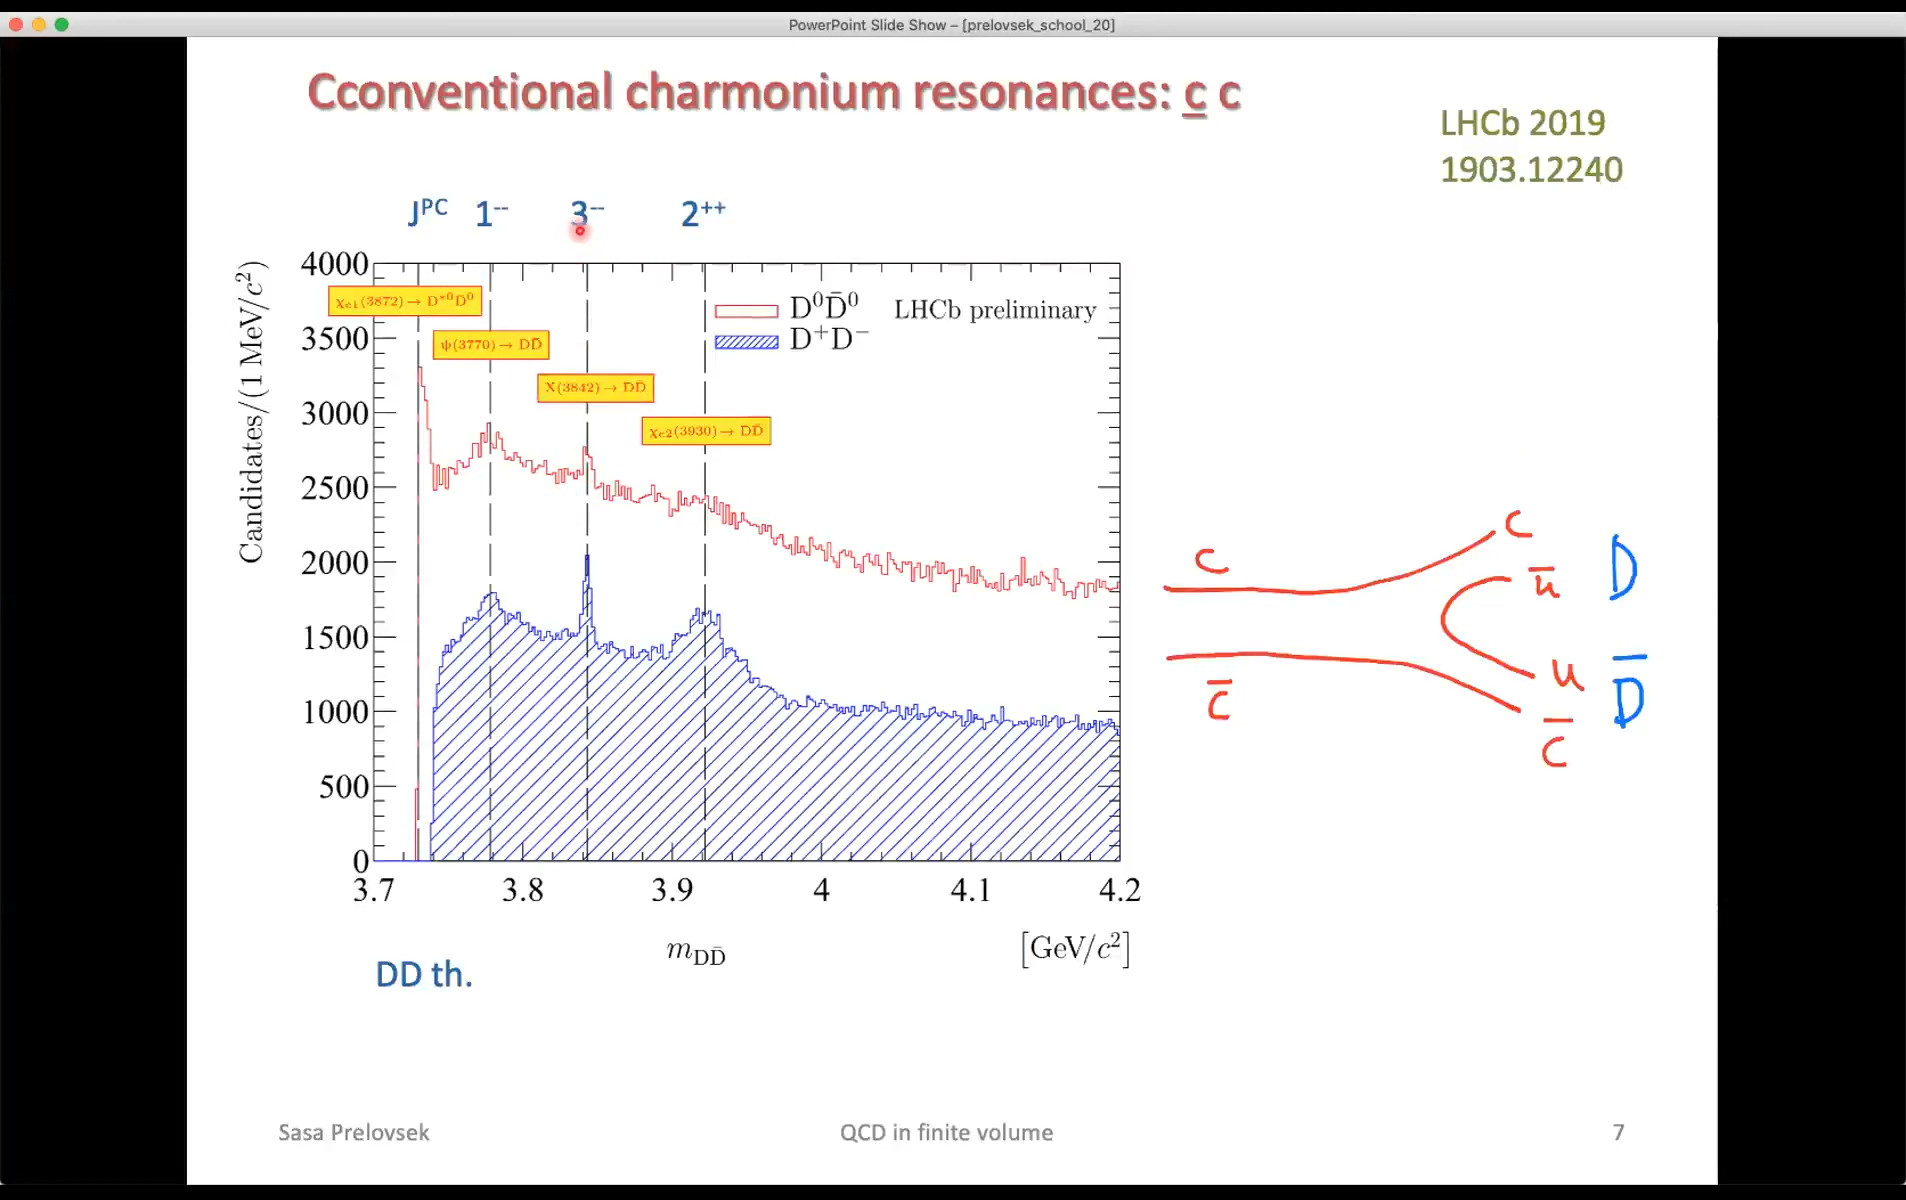 PowerPoint Slide Show – [prelovsek_school_20]
Cconventional charmonium resonances: c c
LHCb 2019
1903.12240
J^PC 1^-- 3^-- 2^++
Candidates/(1 MeV/c²)
4000
3500
3000
2500
2000
1500
1000
500
0
χc1(3872) → D*⁰D̄⁰
ψ(3770) → DD̄
X(3842) → DD̄
χc2(3930) → DD̄
D⁰D̄⁰ LHCb preliminary
D⁺D⁻
3.7 3.8 3.9 4 4.1 4.2
m_DD̄ [GeV/c²]
DD th.
c
c̄
c
ū D
u D̄
c̄
Sasa Prelovsek QCD in finite volume 7